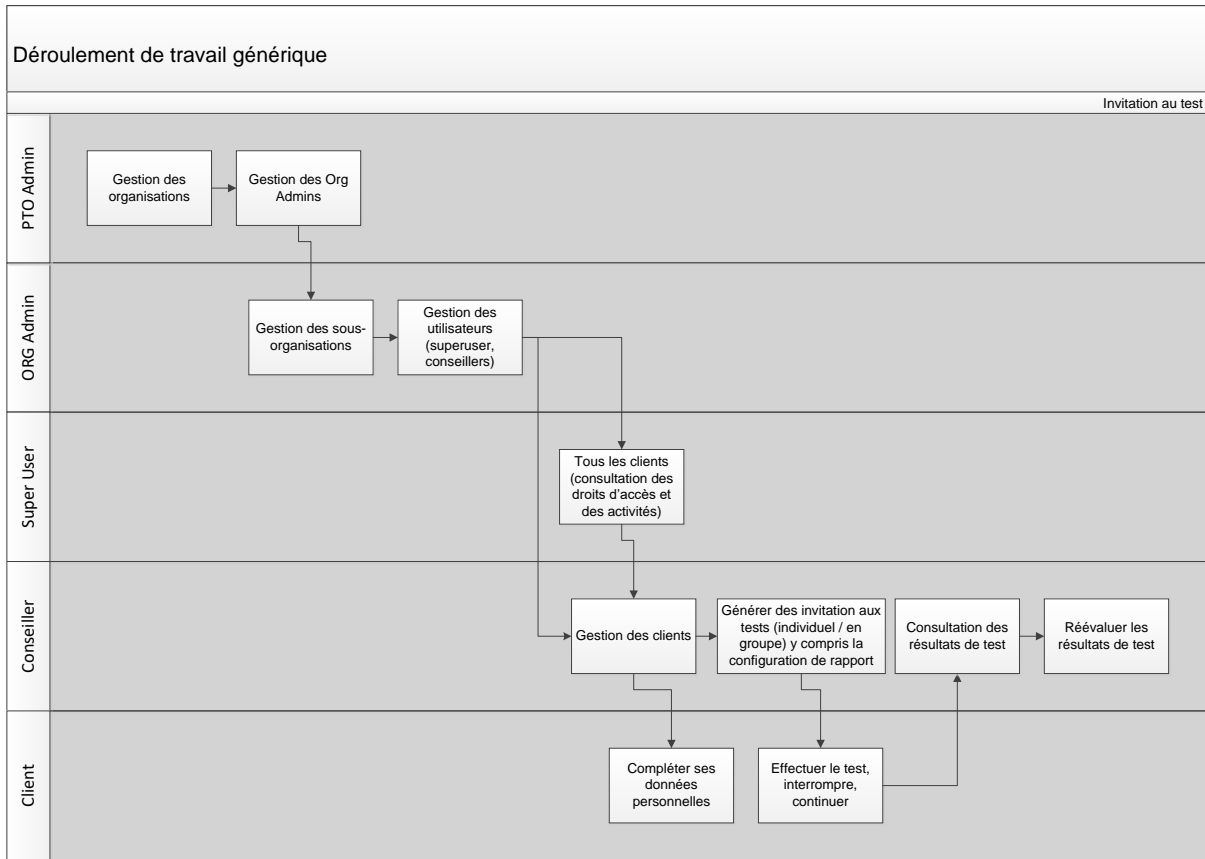 Déroulement de travail générique
Invitation au test
PTO Admin
Gestion des
organisations
Gestion des Org
Admins
ORG Admin
Gestion des sous-
organisations
Gestion des
utilisateurs
(superuser,
conseillers)
Super User
Tous les clients
(consultation des
droits d'accès et
des activités)
Conseiller
Gestion des clients
Générer des invitation aux
tests (individuel / en
groupe) y compris la
configuration de rapport
Consultation des
résultats de test
Réévaluer les
résultats de test
Client
Compléter ses
données
personnelles
Effectuer le test,
interrompre,
continuer